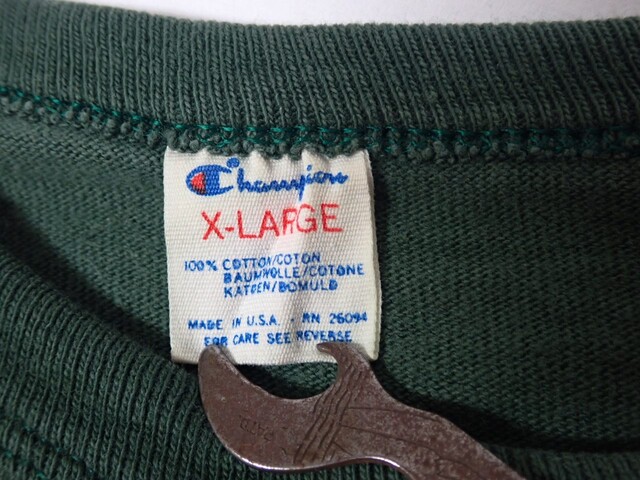 Champion
X-LARGE
100% COTTON/COTON
BAUMWOLLE/COTONE
KATOEN/BOMULD
MADE IN U.S.A. - RN 26094
FOR CARE SEE REVERSE